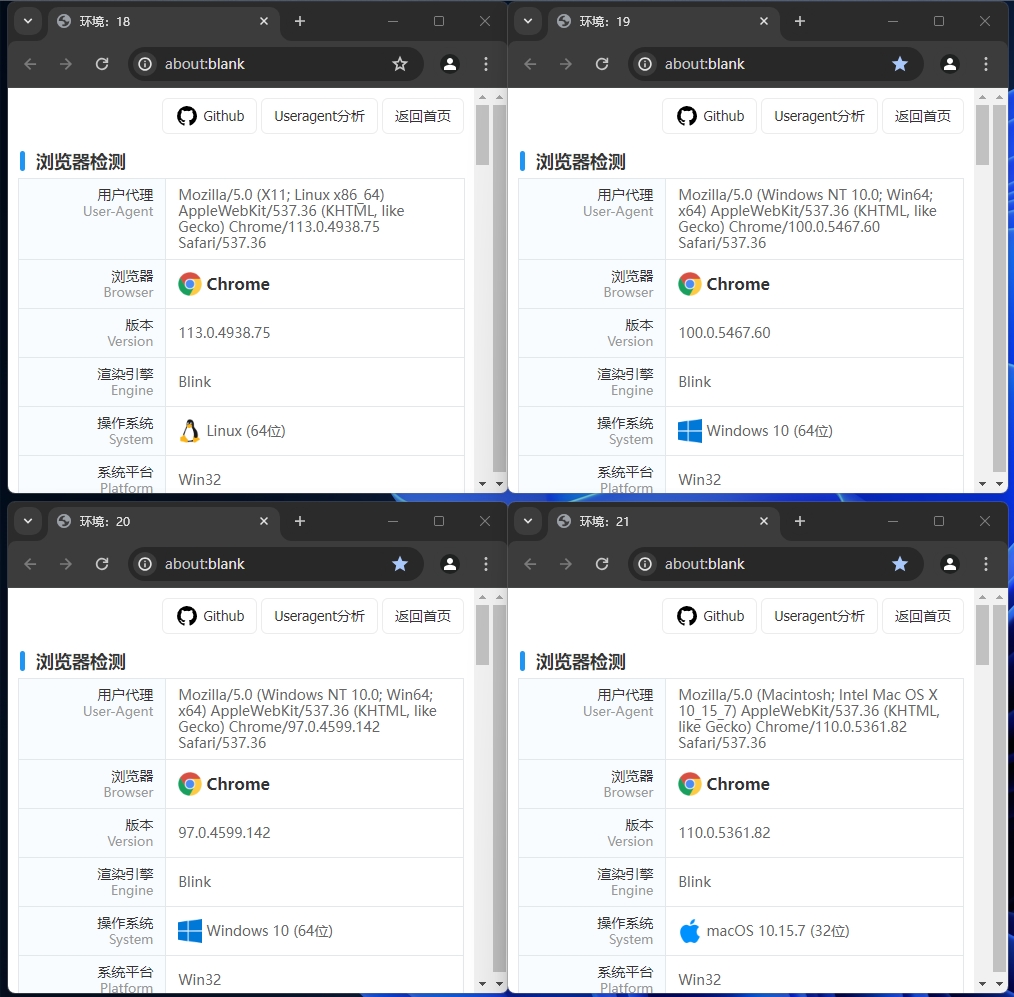 环境：18
about:blank
Github
Useragent分析
返回首页
浏览器检测
用户代理
User-Agent
Mozilla/5.0 (X11; Linux x86_64)
AppleWebKit/537.36 (KHTML, like
Gecko) Chrome/113.0.4938.75
Safari/537.36
浏览器
Browser
Chrome
版本
Version
113.0.4938.75
渲染引擎
Engine
Blink
操作系统
System
Linux (64位)
系统平台
Platform
Win32
环境：19
about:blank
Github
Useragent分析
返回首页
浏览器检测
用户代理
User-Agent
Mozilla/5.0 (Windows NT 10.0; Win64;
x64) AppleWebKit/537.36 (KHTML, like
Gecko) Chrome/100.0.5467.60
Safari/537.36
浏览器
Browser
Chrome
版本
Version
100.0.5467.60
渲染引擎
Engine
Blink
操作系统
System
Windows 10 (64位)
系统平台
Platform
Win32
环境：20
about:blank
Github
Useragent分析
返回首页
浏览器检测
用户代理
User-Agent
Mozilla/5.0 (Windows NT 10.0; Win64;
x64) AppleWebKit/537.36 (KHTML, like
Gecko) Chrome/97.0.4599.142
Safari/537.36
浏览器
Browser
Chrome
版本
Version
97.0.4599.142
渲染引擎
Engine
Blink
操作系统
System
Windows 10 (64位)
系统平台
Platform
Win32
环境：21
about:blank
Github
Useragent分析
返回首页
浏览器检测
用户代理
User-Agent
Mozilla/5.0 (Macintosh; Intel Mac OS X
10_15_7) AppleWebKit/537.36 (KHTML,
like Gecko) Chrome/110.0.5361.82
Safari/537.36
浏览器
Browser
Chrome
版本
Version
110.0.5361.82
渲染引擎
Engine
Blink
操作系统
System
macOS 10.15.7 (32位)
系统平台
Platform
Win32